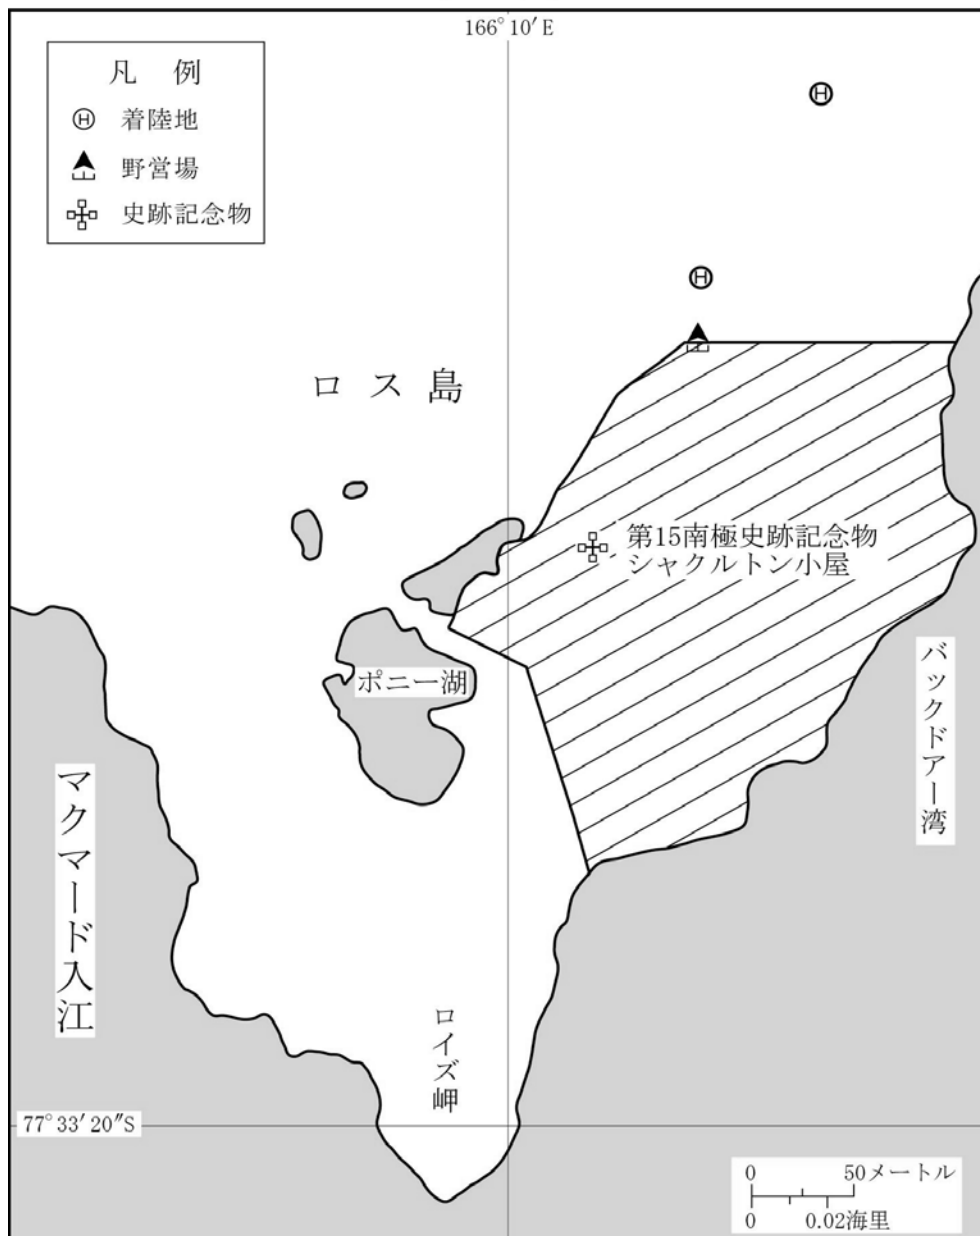 166°10′E
凡 例
Ⓗ 着陸地
野営場
史跡記念物
Ⓗ
Ⓗ
ロス島
第15南極史跡記念物
シャクルトン小屋
ポニー湖
バックドアー湾
マクマード入江
ロイズ岬
77°33′20″S
0 50メートル
0 0.02海里